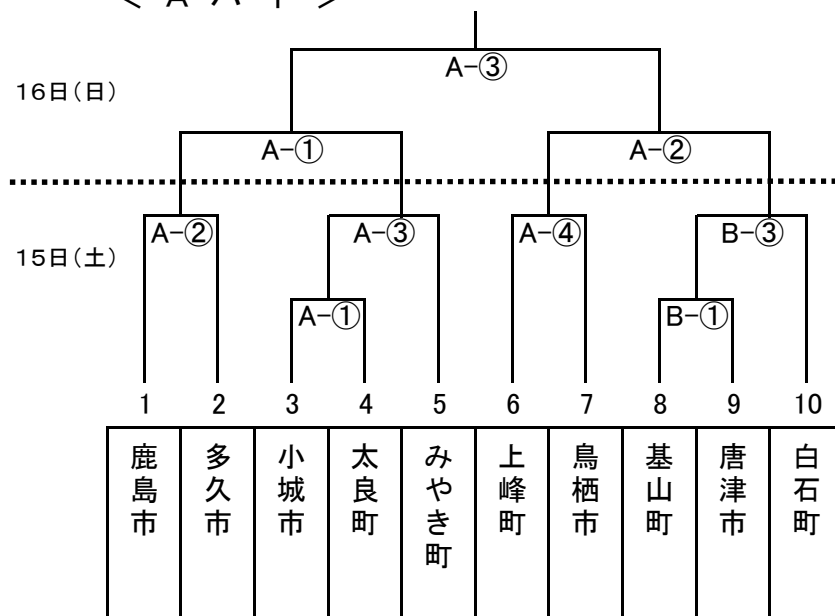 A-③
16日(日)
A-① A-②
A-② A-③ A-④ B-③
15日(土)
A-① B-①
1 2 3 4 5 6 7 8 9 10
鹿島市
多久市
小城市
太良町
みやき町
上峰町
鳥栖市
基山町
唐津市
白石町